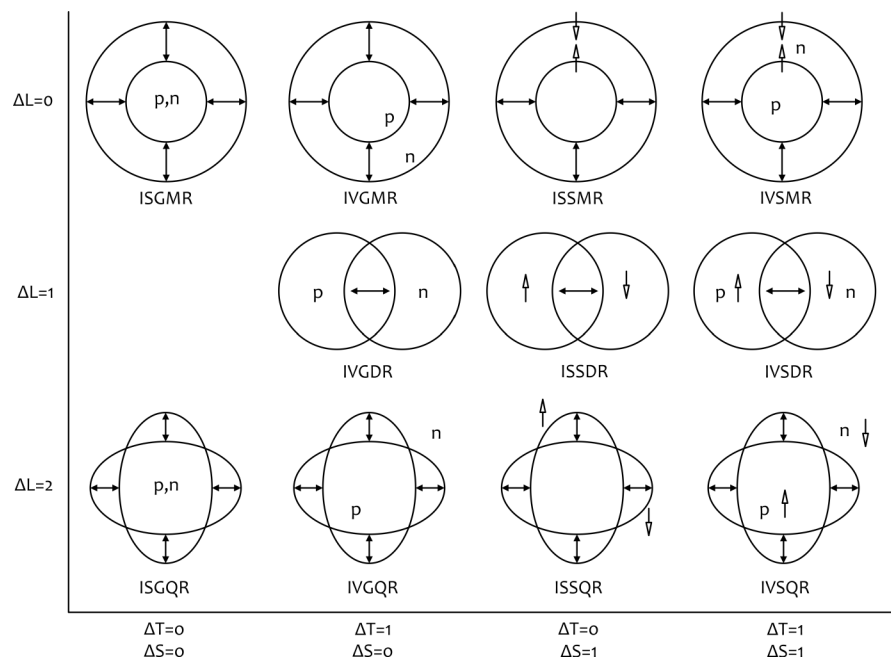 ΔL=0
p,n
p
n
n
p
ISGMR
IVGMR
ISSMR
IVSMR
ΔL=1
p
n
p
n
IVGDR
ISSDR
IVSDR
ΔL=2
p,n
p
n
p
n
ISGQR
IVGQR
ISSQR
IVSQR
ΔT=0
ΔS=0
ΔT=1
ΔS=0
ΔT=0
ΔS=1
ΔT=1
ΔS=1